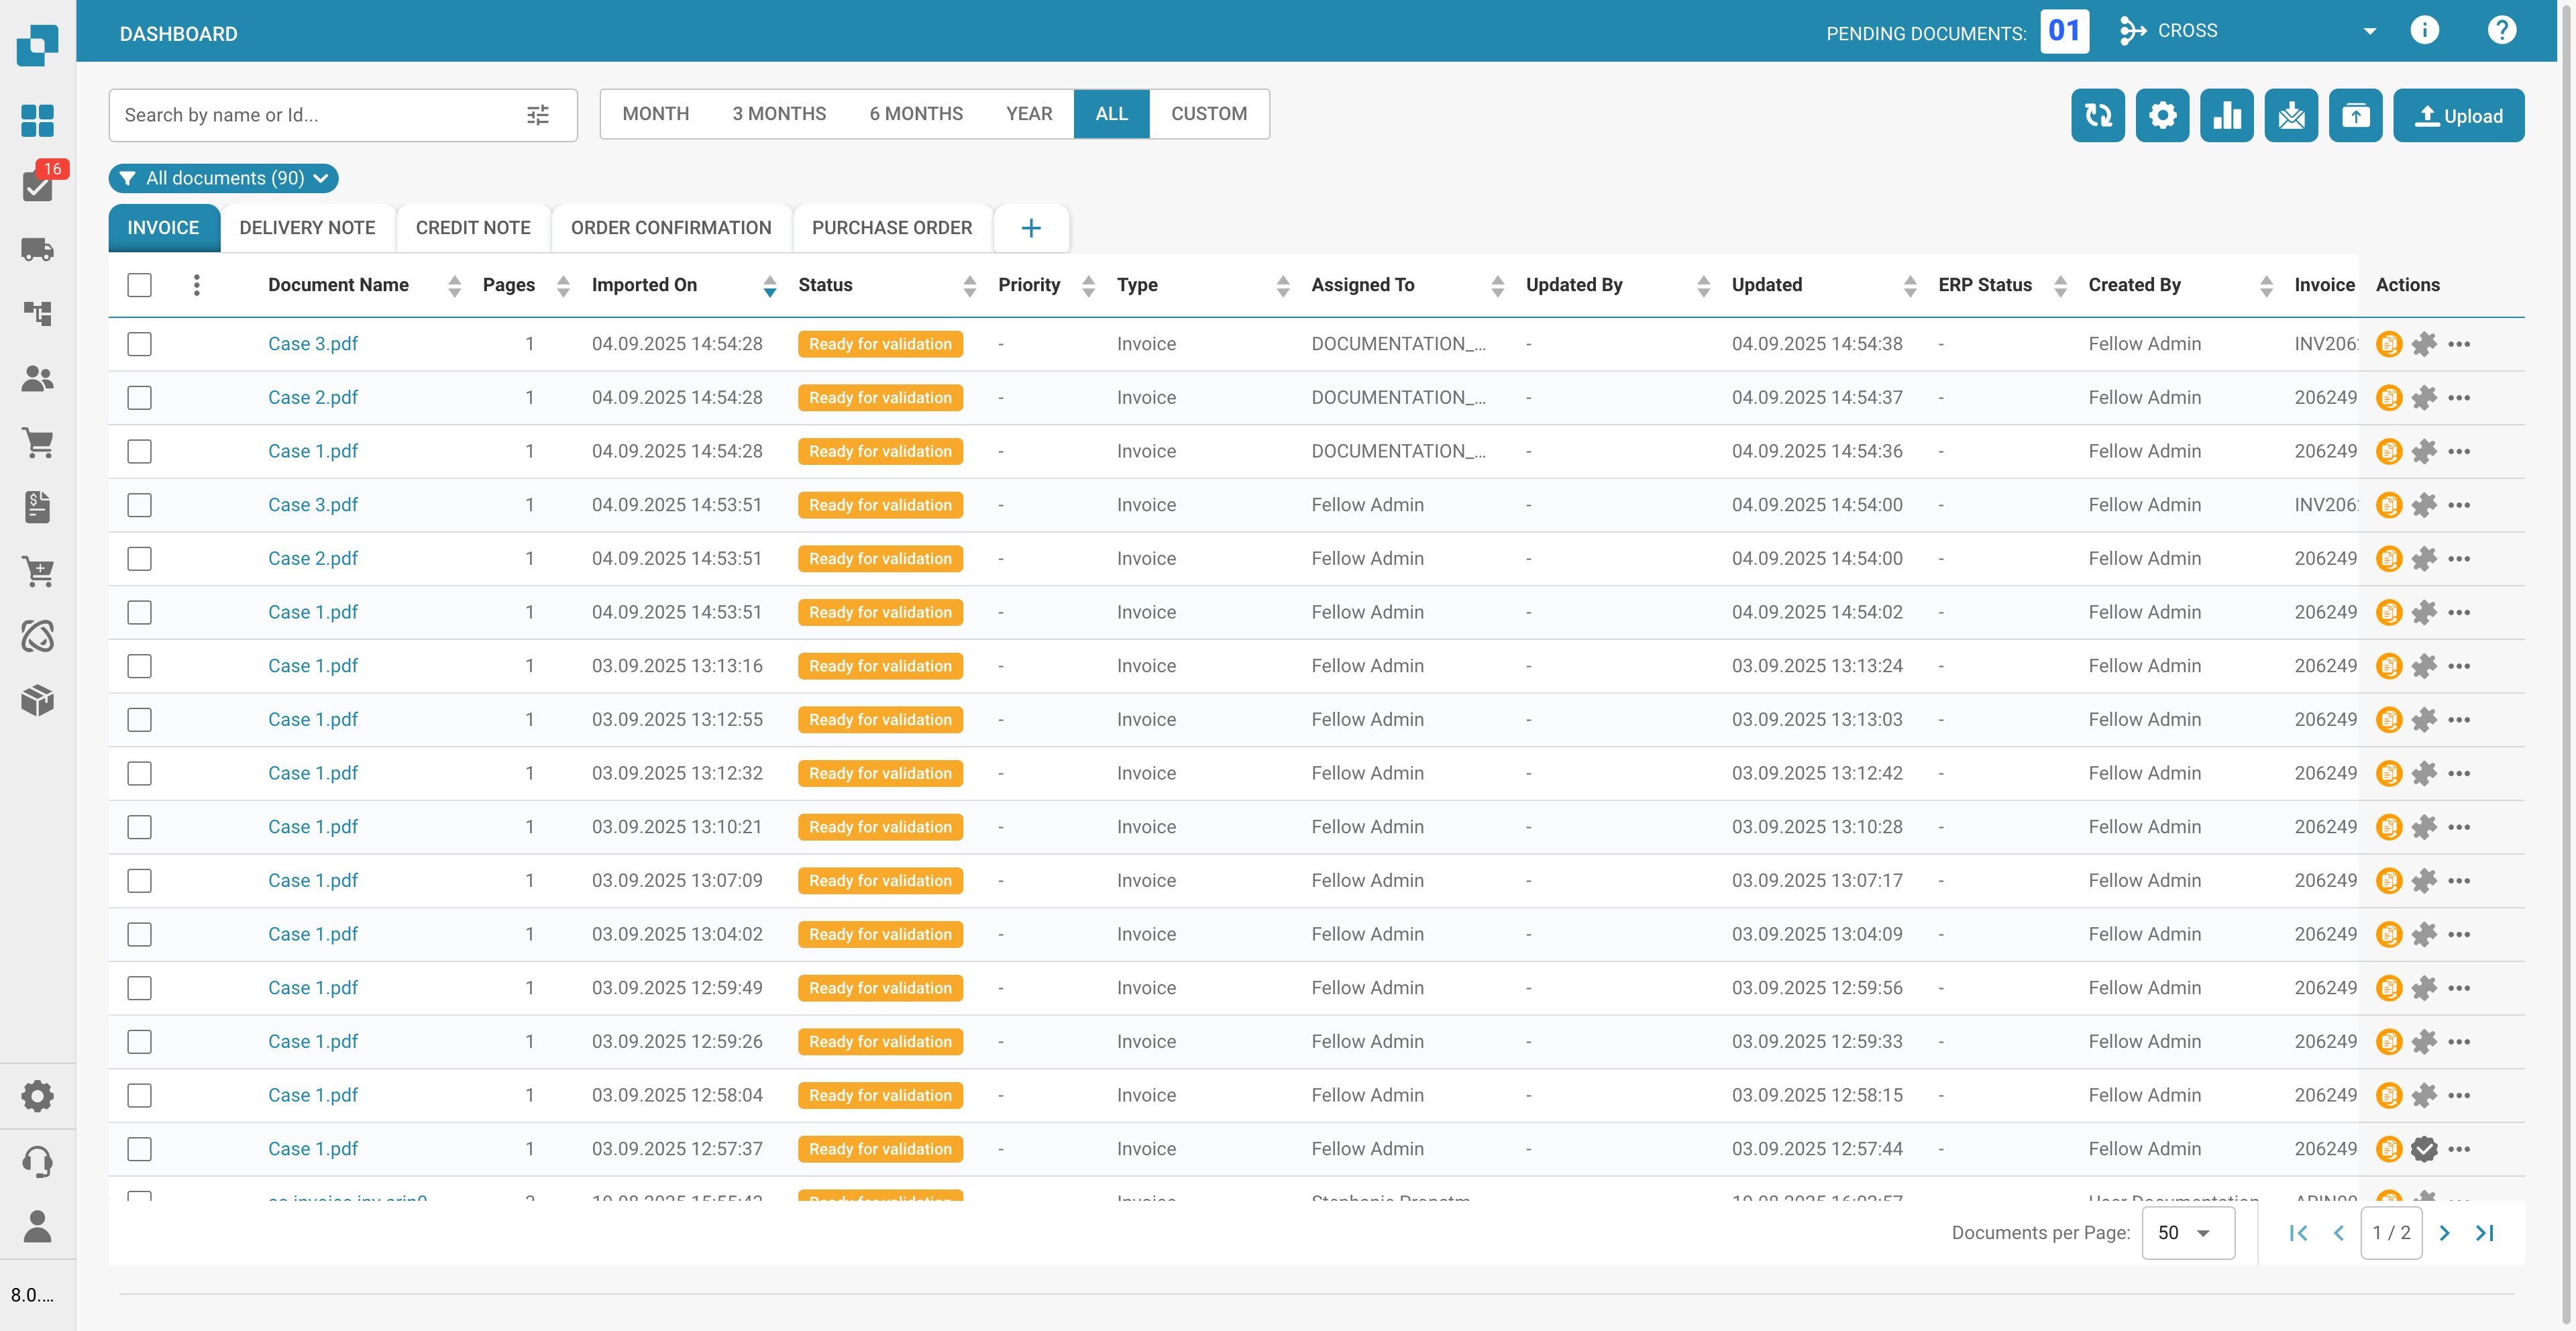 DASHBOARD
PENDING DOCUMENTS: 01 CROSS
Search by name or Id...
MONTH 3 MONTHS 6 MONTHS YEAR ALL CUSTOM
Upload
16
All documents (90)
INVOICE DELIVERY NOTE CREDIT NOTE ORDER CONFIRMATION PURCHASE ORDER +
Document Name Pages Imported On Status Priority Type Assigned To Updated By Updated ERP Status Created By Invoice Actions
Case 3.pdf 1 04.09.2025 14:54:28 Ready for validation - Invoice DOCUMENTATION_... - 04.09.2025 14:54:38 - Fellow Admin INV206
Case 2.pdf 1 04.09.2025 14:54:28 Ready for validation - Invoice DOCUMENTATION_... - 04.09.2025 14:54:37 - Fellow Admin 206249
Case 1.pdf 1 04.09.2025 14:54:28 Ready for validation - Invoice DOCUMENTATION_... - 04.09.2025 14:54:36 - Fellow Admin 206249
Case 3.pdf 1 04.09.2025 14:53:51 Ready for validation - Invoice Fellow Admin - 04.09.2025 14:54:00 - Fellow Admin INV206
Case 2.pdf 1 04.09.2025 14:53:51 Ready for validation - Invoice Fellow Admin - 04.09.2025 14:54:00 - Fellow Admin 206249
Case 1.pdf 1 04.09.2025 14:53:51 Ready for validation - Invoice Fellow Admin - 04.09.2025 14:54:02 - Fellow Admin 206249
Case 1.pdf 1 03.09.2025 13:13:16 Ready for validation - Invoice Fellow Admin - 03.09.2025 13:13:24 - Fellow Admin 206249
Case 1.pdf 1 03.09.2025 13:12:55 Ready for validation - Invoice Fellow Admin - 03.09.2025 13:13:03 - Fellow Admin 206249
Case 1.pdf 1 03.09.2025 13:12:32 Ready for validation - Invoice Fellow Admin - 03.09.2025 13:12:42 - Fellow Admin 206249
Case 1.pdf 1 03.09.2025 13:10:21 Ready for validation - Invoice Fellow Admin - 03.09.2025 13:10:28 - Fellow Admin 206249
Case 1.pdf 1 03.09.2025 13:07:09 Ready for validation - Invoice Fellow Admin - 03.09.2025 13:07:17 - Fellow Admin 206249
Case 1.pdf 1 03.09.2025 13:04:02 Ready for validation - Invoice Fellow Admin - 03.09.2025 13:04:09 - Fellow Admin 206249
Case 1.pdf 1 03.09.2025 12:59:49 Ready for validation - Invoice Fellow Admin - 03.09.2025 12:59:56 - Fellow Admin 206249
Case 1.pdf 1 03.09.2025 12:59:26 Ready for validation - Invoice Fellow Admin - 03.09.2025 12:59:33 - Fellow Admin 206249
Case 1.pdf 1 03.09.2025 12:58:04 Ready for validation - Invoice Fellow Admin - 03.09.2025 12:58:15 - Fellow Admin 206249
Case 1.pdf 1 03.09.2025 12:57:37 Ready for validation - Invoice Fellow Admin - 03.09.2025 12:57:44 - Fellow Admin 206249
Ready for validation Invoice
Documents per Page: 50 1 / 2
8.0....